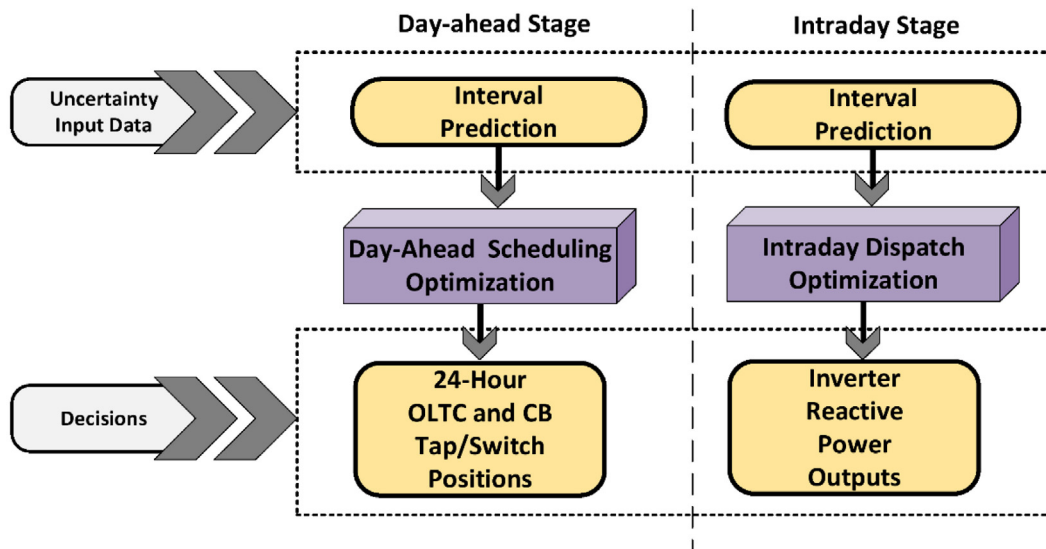 Day-ahead Stage
Intraday Stage
Uncertainty
Input Data
Interval
Prediction
Interval
Prediction
Day-Ahead Scheduling
Optimization
Intraday Dispatch
Optimization
Decisions
24-Hour
OLTC and CB
Tap/Switch
Positions
Inverter
Reactive
Power
Outputs